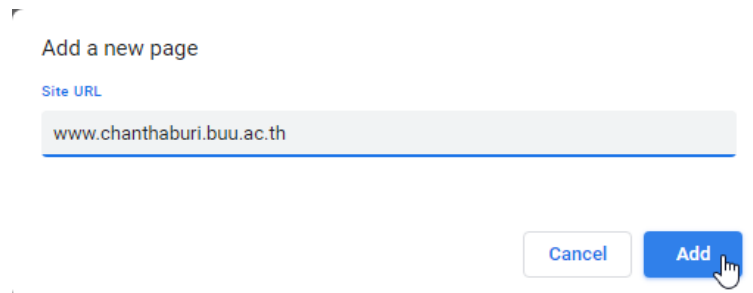 Add a new page
Site URL
www.chanthaburi.buu.ac.th
Cancel
Add